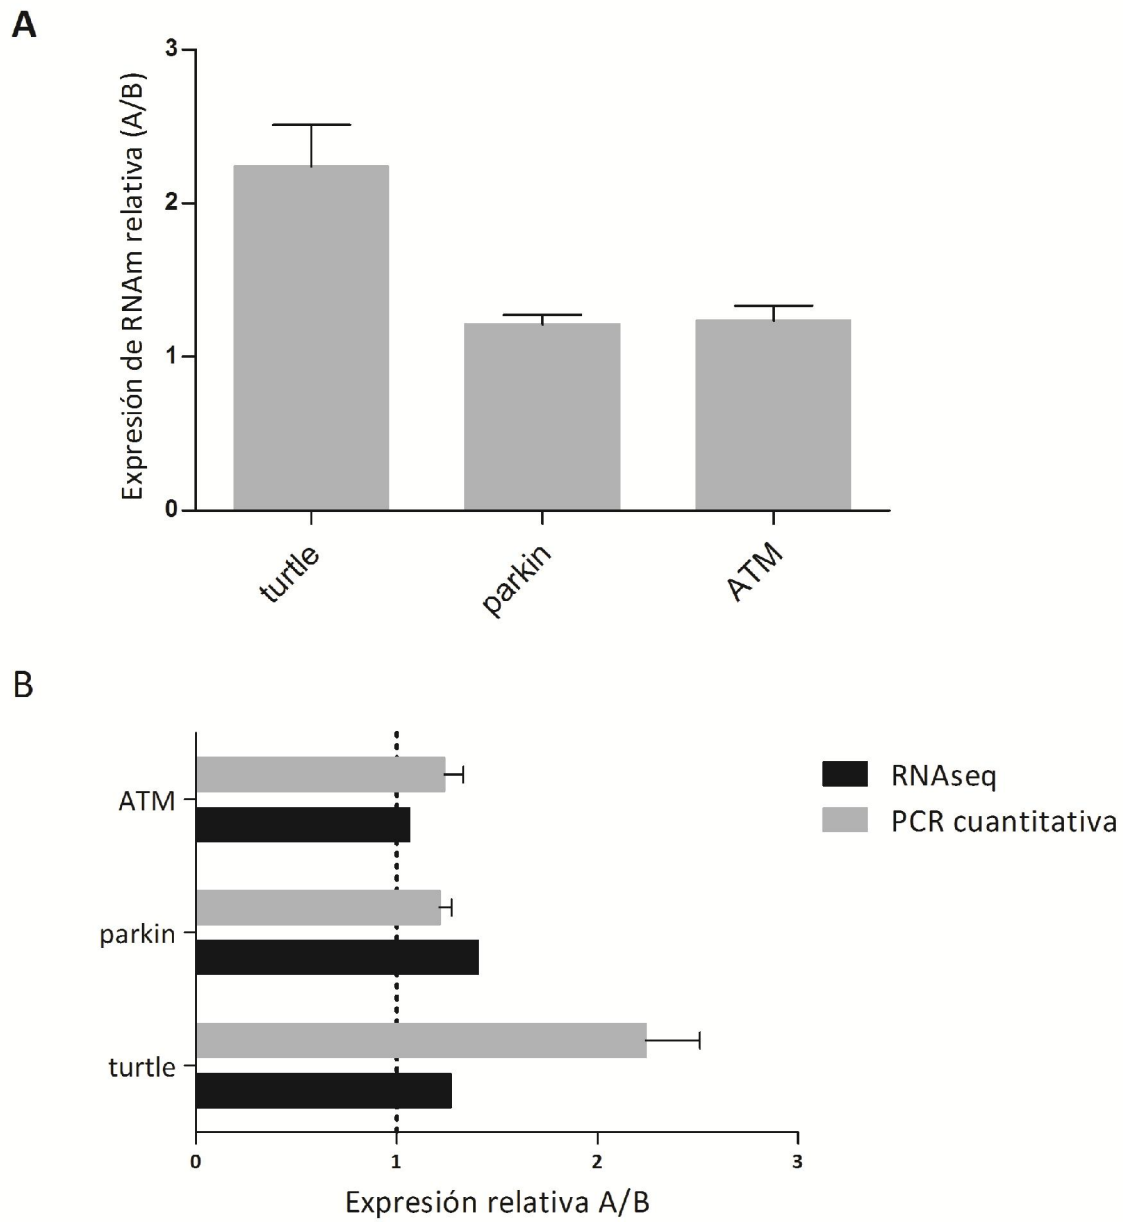 A
Expresión de RNAm relativa (A/B)
3
2
1
0
turtle
parkin
ATM
B
ATM
parkin
turtle
0
1
2
3
Expresión relativa A/B
RNAseq
PCR cuantitativa